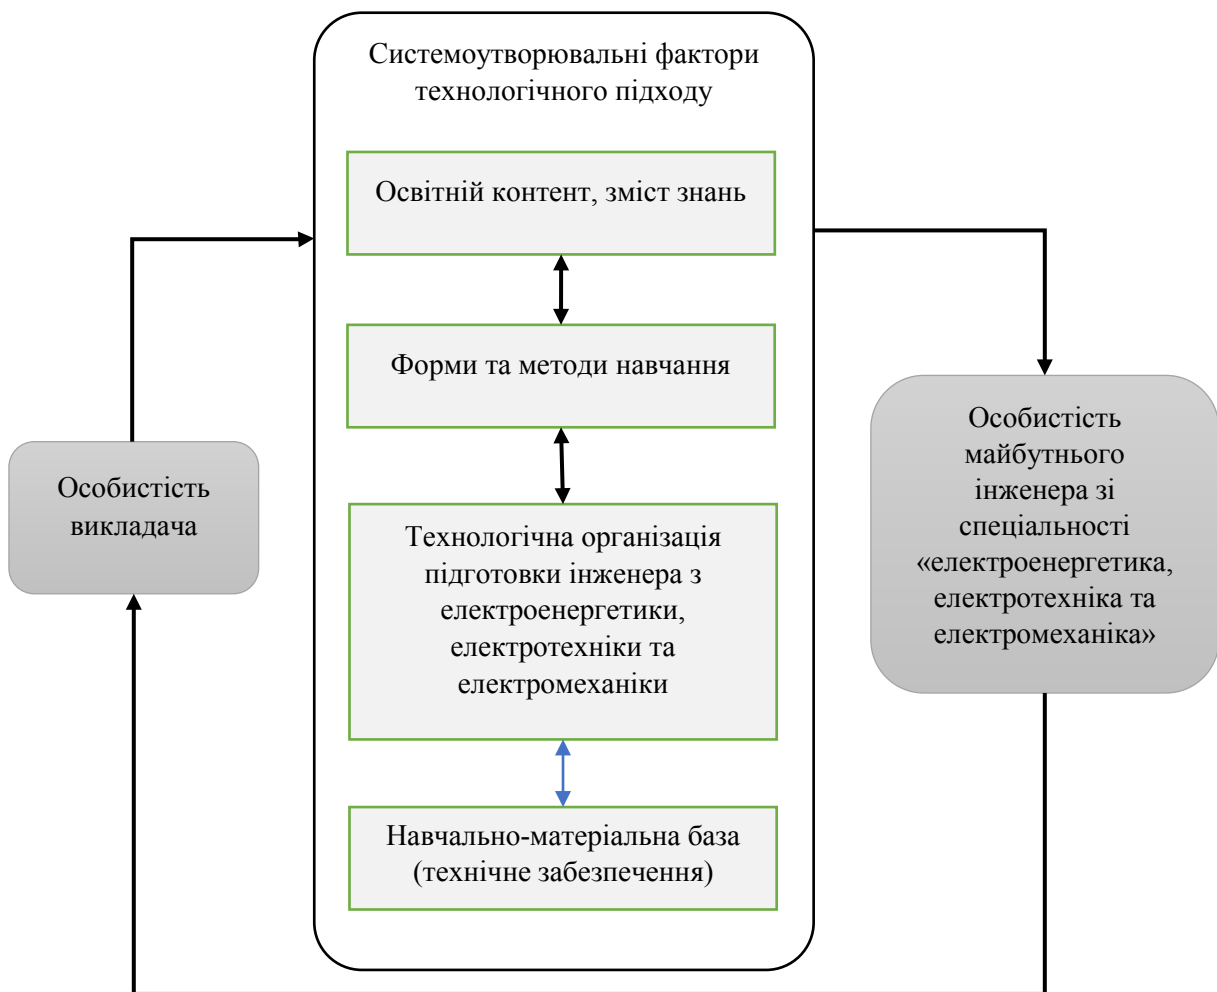 Системоутворювальні фактори
технологічного підходу
Освітній контент, зміст знань
Форми та методи навчання
Особистість
викладача
Технологічна організація
підготовки інженера з
електроенергетики,
електротехніки та
електромеханіки
Навчально-матеріальна база
(технічне забезпечення)
Особистість
майбутнього
інженера зі
спеціальності
«електроенергетика,
електротехніка та
електромеханіка»